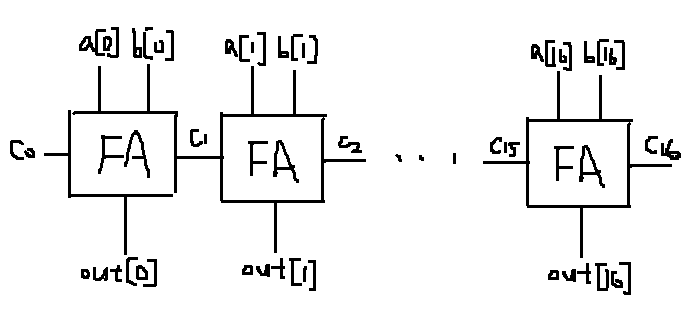 a[0] b[0] a[1] b[1] a[16] b[16]
C0 FA C1 FA C2 ... C15 FA C16
out[0] out[1] out[16]